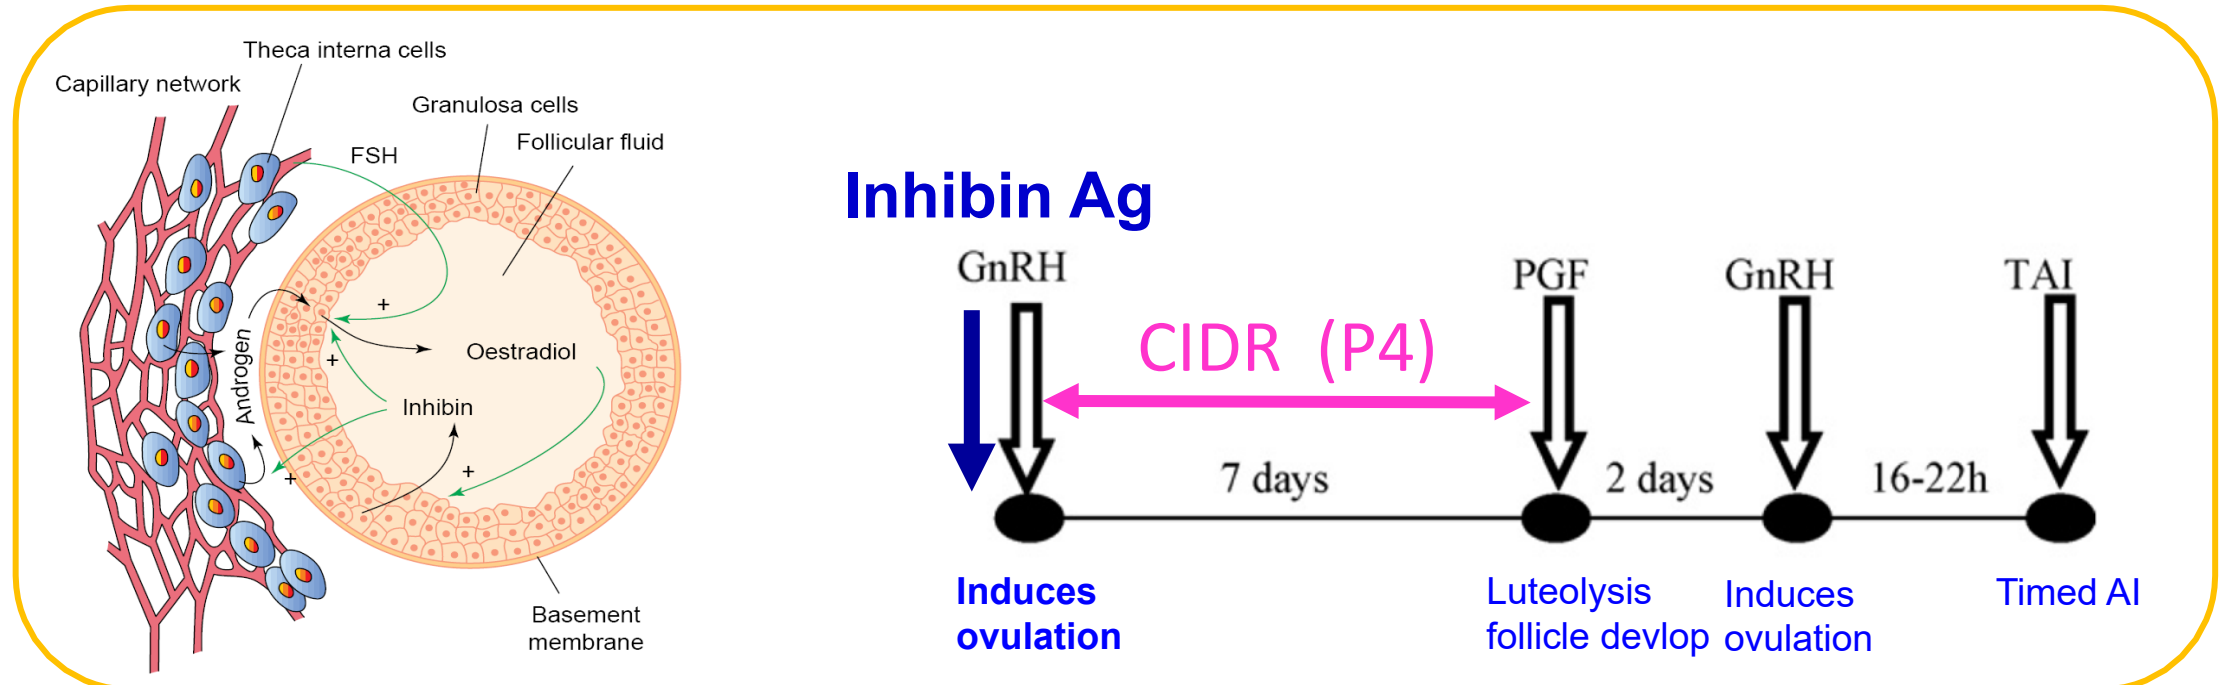 Theca interna cells
Capillary network
Granulosa cells
Follicular fluid
FSH
+
Androgen
Oestradiol
+
Inhibin
+
+
Basement
membrane
Inhibin Ag
GnRH
PGF
GnRH
TAI
CIDR (P4)
7 days
2 days
16-22h
Induces
ovulation
Luteolysis
follicle devlop
Induces
ovulation
Timed AI